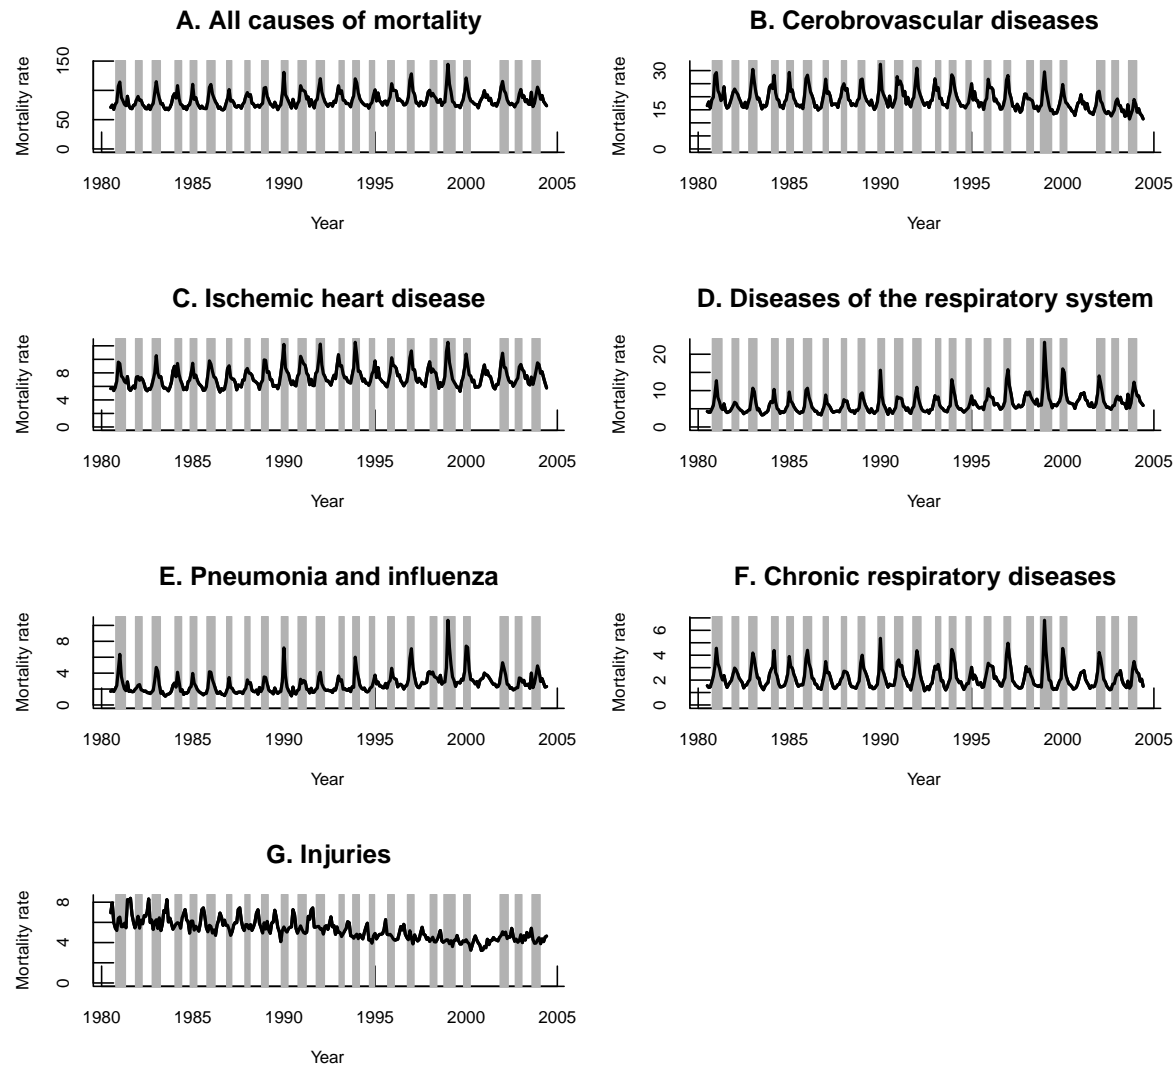 A. All causes of mortality
Mortality rate
0
50
150
1980 1985 1990 1995 2000 2005
Year
B. Cerobrovascular diseases
Mortality rate
0
15
30
1980 1985 1990 1995 2000 2005
Year
C. Ischemic heart disease
Mortality rate
0
4
8
1980 1985 1990 1995 2000 2005
Year
D. Diseases of the respiratory system
Mortality rate
0
10
20
1980 1985 1990 1995 2000 2005
Year
E. Pneumonia and influenza
Mortality rate
0
4
8
1980 1985 1990 1995 2000 2005
Year
F. Chronic respiratory diseases
Mortality rate
0
2
4
6
1980 1985 1990 1995 2000 2005
Year
G. Injuries
Mortality rate
0
4
8
1980 1985 1990 1995 2000 2005
Year